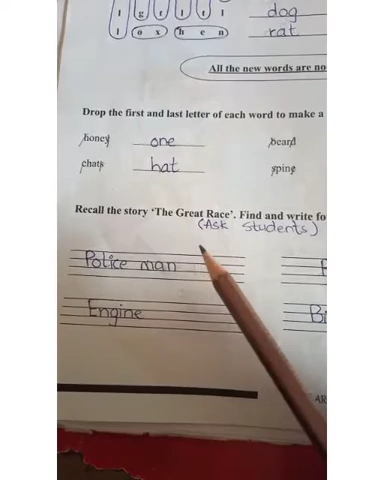 l g r i t l
l o x h e n
dog
rat
All the new words are no
Drop the first and last letter of each word to make a
honey one beard
chats hat spine
Recall the story 'The Great Race'. Find and write fo
(Ask Students)
Police man
Engine Bi
AR